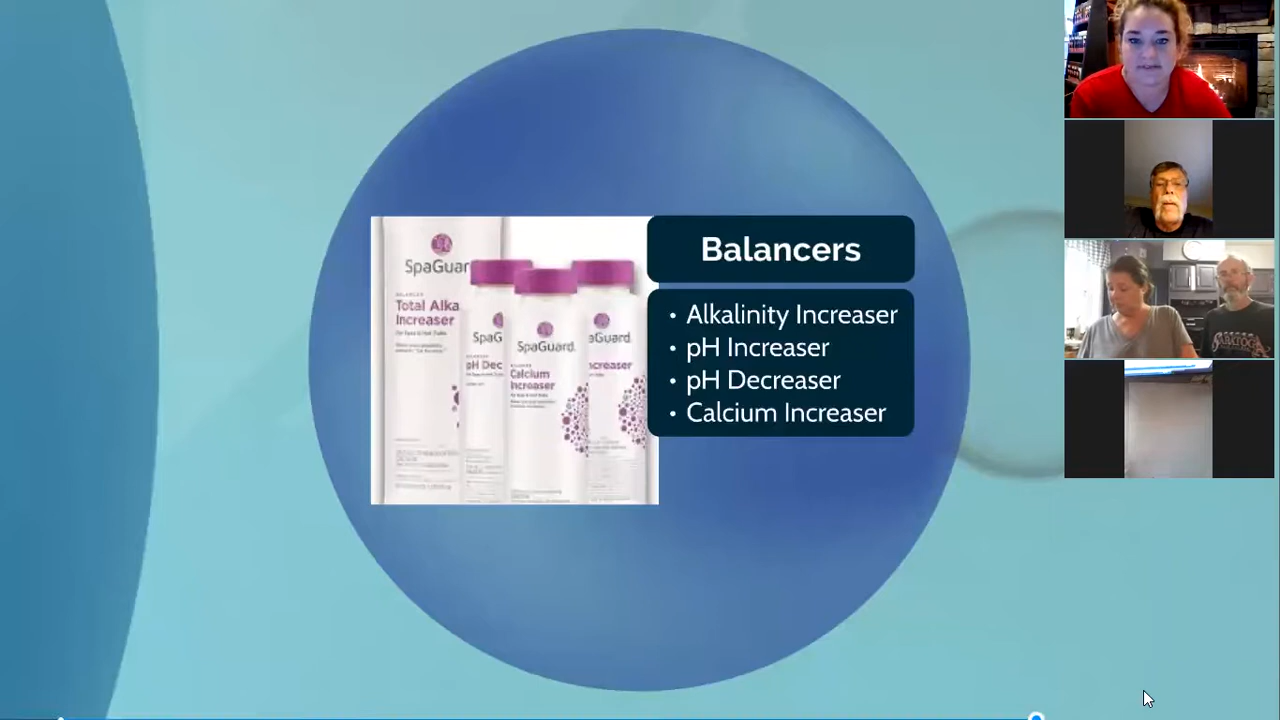 Balancers
• Alkalinity Increaser
• pH Increaser
• pH Decreaser
• Calcium Increaser
SpaGuar
Total Alka
Increaser
SpaGuard
Calcium
Increaser
pH Dec
ncreaser
SARATOGA